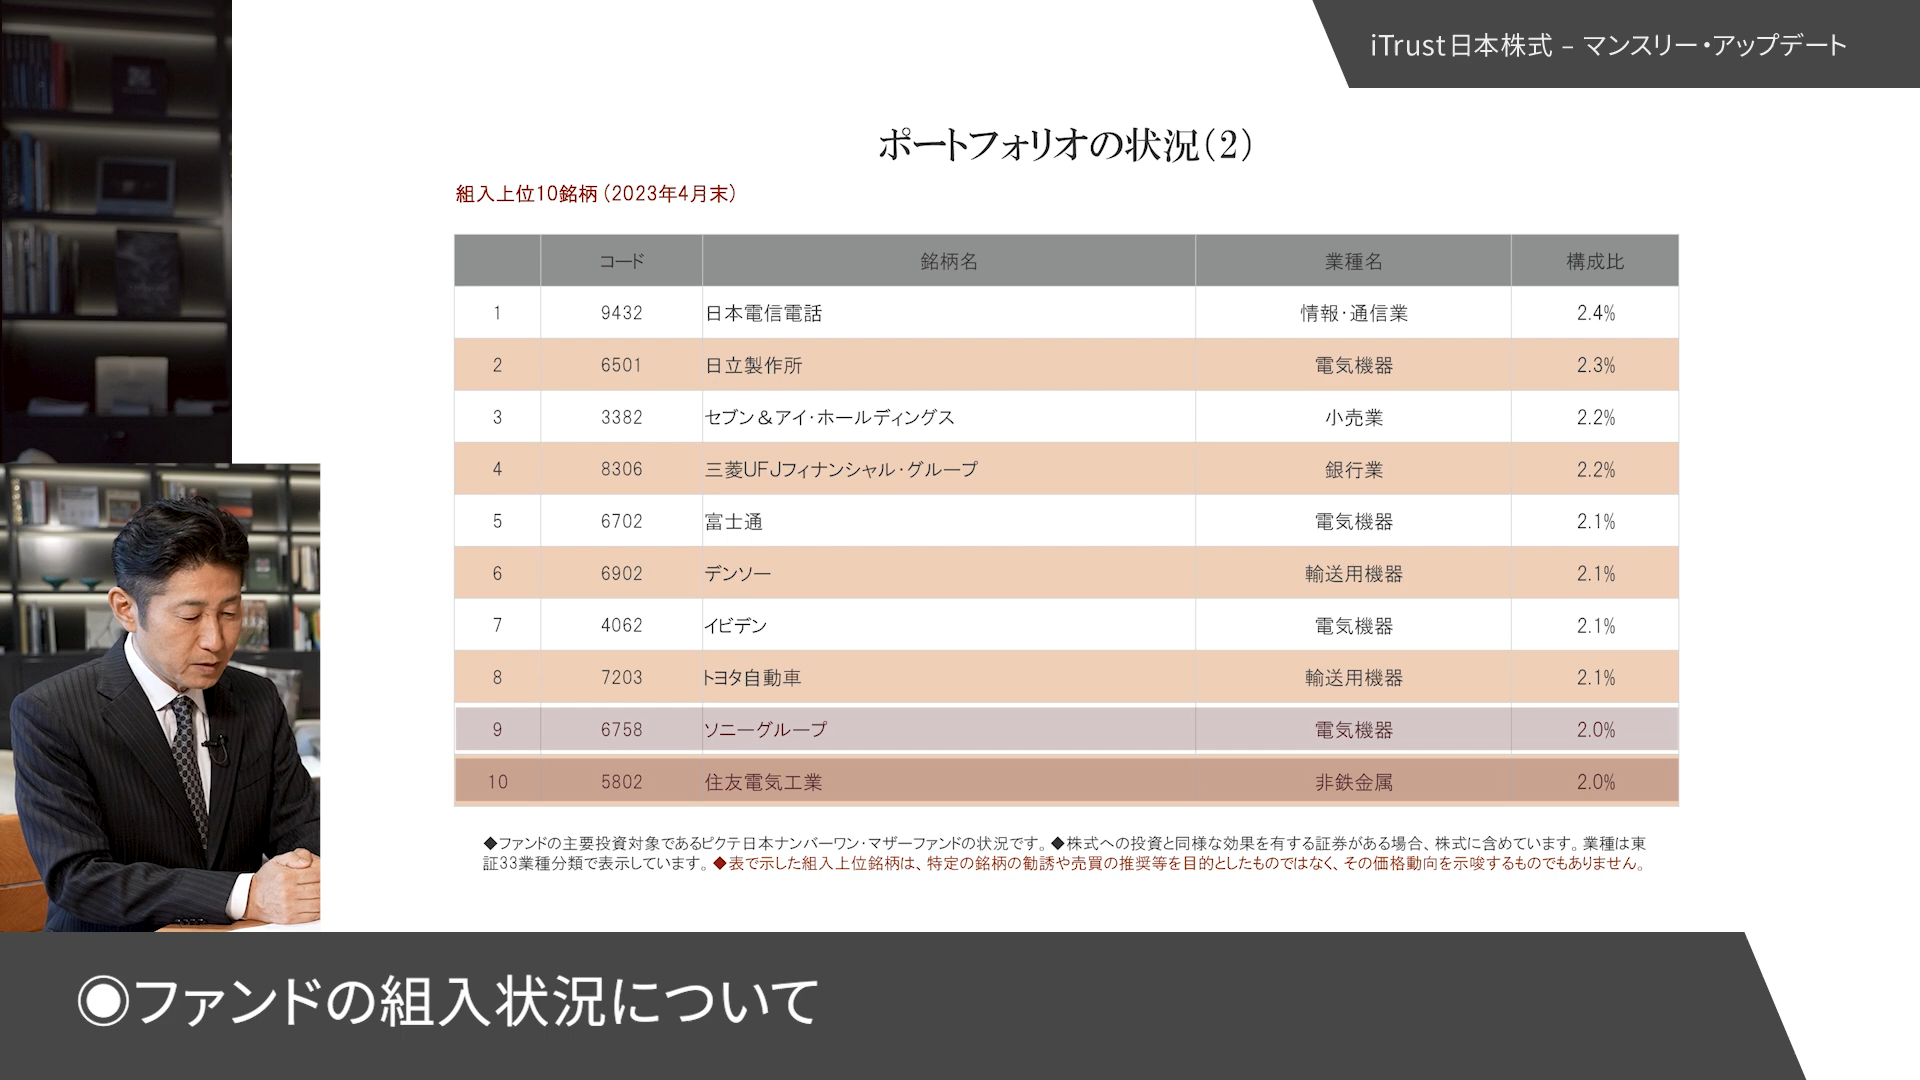 iTrust日本株式 – マンスリー・アップデート
ポートフォリオの状況（2）
組入上位10銘柄（2023年4月末）
コード 銘柄名 業種名 構成比
1 9432 日本電信電話 情報・通信業 2.4%
2 6501 日立製作所 電気機器 2.3%
3 3382 セブン＆アイ・ホールディングス 小売業 2.2%
4 8306 三菱UFJフィナンシャル・グループ 銀行業 2.2%
5 6702 富士通 電気機器 2.1%
6 6902 デンソー 輸送用機器 2.1%
7 4062 イビデン 電気機器 2.1%
8 7203 トヨタ自動車 輸送用機器 2.1%
9 6758 ソニーグループ 電気機器 2.0%
10 5802 住友電気工業 非鉄金属 2.0%
◆ファンドの主要投資対象であるピクテ日本ナンバーワン・マザーファンドの状況です。◆株式への投資と同様な効果を有する証券がある場合、株式に含めています。業種は東
証33業種分類で表示しています。◆表で示した組入上位銘柄は、特定の銘柄の勧誘や売買の推奨等を目的としたものではなく、その価格動向を示唆するものでもありません。
◉ファンドの組入状況について